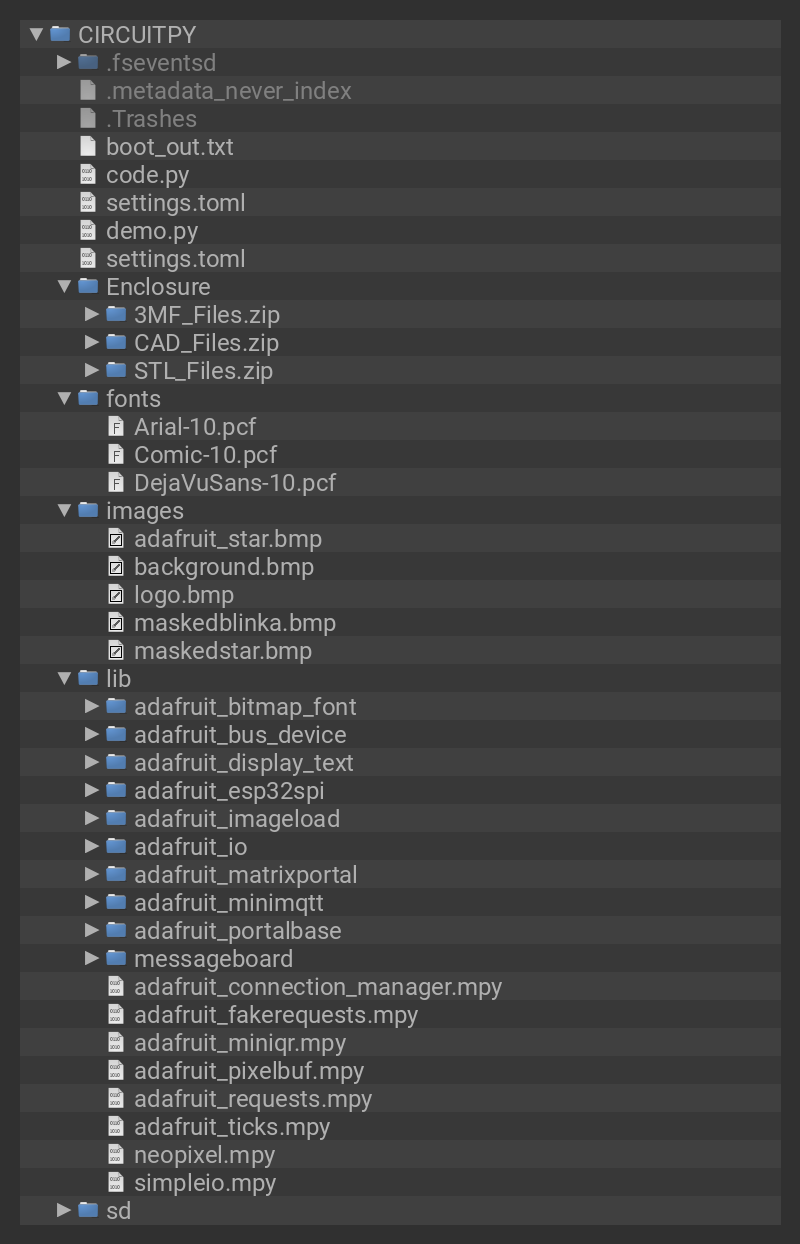 CIRCUITPY
.fseventsd
.metadata_never_index
.Trashes
boot_out.txt
code.py
settings.toml
demo.py
settings.toml
Enclosure
3MF_Files.zip
CAD_Files.zip
STL_Files.zip
fonts
Arial-10.pcf
Comic-10.pcf
DejaVuSans-10.pcf
images
adafruit_star.bmp
background.bmp
logo.bmp
maskedblinka.bmp
maskedstar.bmp
lib
adafruit_bitmap_font
adafruit_bus_device
adafruit_display_text
adafruit_esp32spi
adafruit_imageload
adafruit_io
adafruit_matrixportal
adafruit_minimqtt
adafruit_portalbase
messageboard
adafruit_connection_manager.mpy
adafruit_fakerequests.mpy
adafruit_miniqr.mpy
adafruit_pixelbuf.mpy
adafruit_requests.mpy
adafruit_ticks.mpy
neopixel.mpy
simpleio.mpy
sd